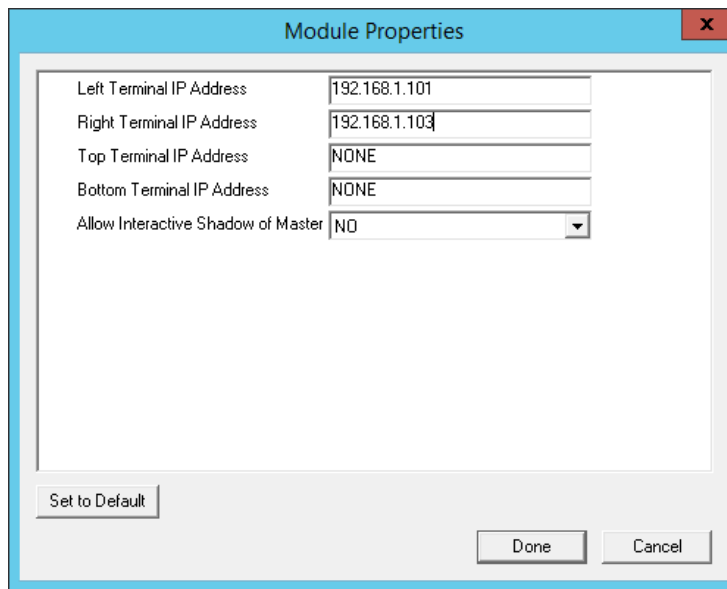 Module Properties
x
Left Terminal IP Address 192.168.1.101
Right Terminal IP Address 192.168.1.103
Top Terminal IP Address NONE
Bottom Terminal IP Address NONE
Allow Interactive Shadow of Master NO
Set to Default
Done Cancel